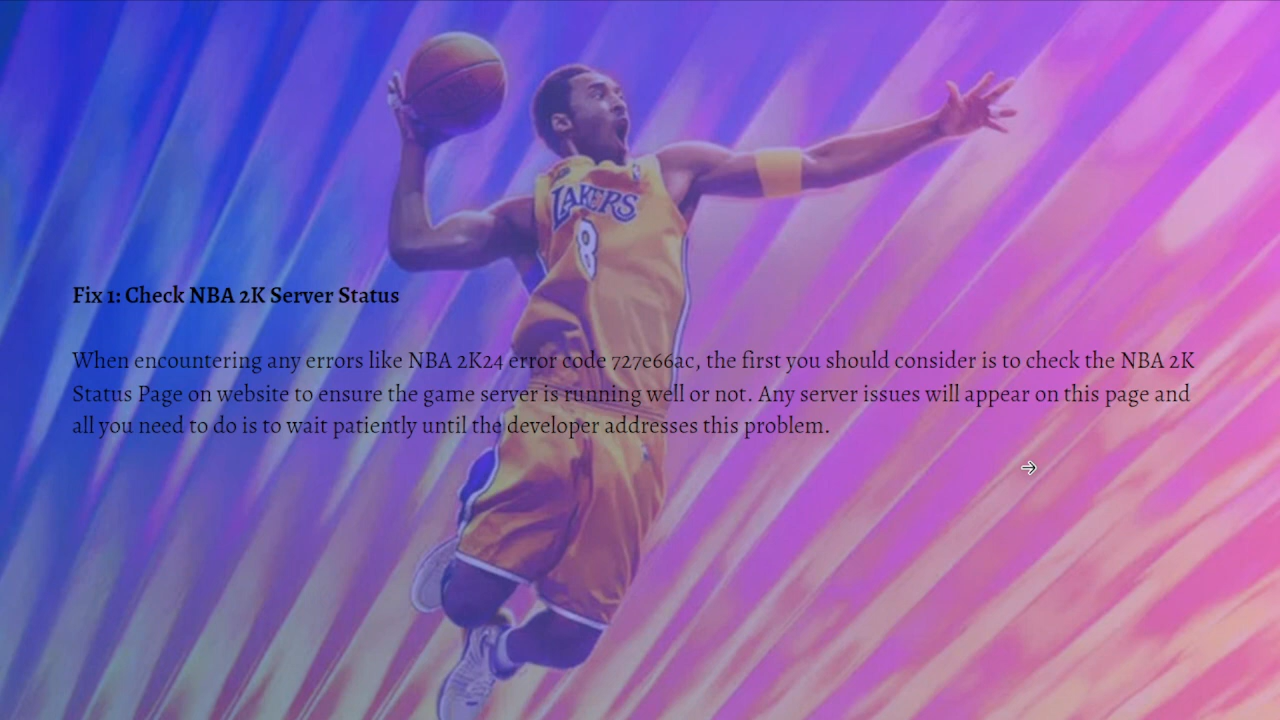 LAKERS
8
Fix 1: Check NBA 2K Server Status
When encountering any errors like NBA 2K24 error code 727e66ac, the first you should consider is to check the NBA 2K
Status Page on website to ensure the game server is running well or not. Any server issues will appear on this page and
all you need to do is to wait patiently until the developer addresses this problem.